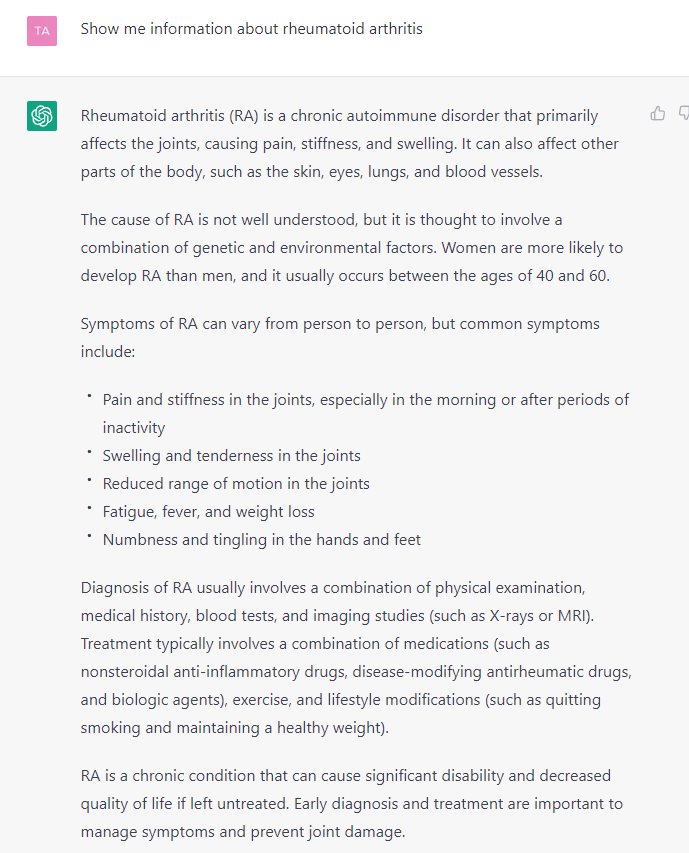 TA
Show me information about rheumatoid arthritis
Rheumatoid arthritis (RA) is a chronic autoimmune disorder that primarily
affects the joints, causing pain, stiffness, and swelling. It can also affect other
parts of the body, such as the skin, eyes, lungs, and blood vessels.
The cause of RA is not well understood, but it is thought to involve a
combination of genetic and environmental factors. Women are more likely to
develop RA than men, and it usually occurs between the ages of 40 and 60.
Symptoms of RA can vary from person to person, but common symptoms
include:
• Pain and stiffness in the joints, especially in the morning or after periods of
inactivity
• Swelling and tenderness in the joints
• Reduced range of motion in the joints
• Fatigue, fever, and weight loss
• Numbness and tingling in the hands and feet
Diagnosis of RA usually involves a combination of physical examination,
medical history, blood tests, and imaging studies (such as X-rays or MRI).
Treatment typically involves a combination of medications (such as
nonsteroidal anti-inflammatory drugs, disease-modifying antirheumatic drugs,
and biologic agents), exercise, and lifestyle modifications (such as quitting
smoking and maintaining a healthy weight).
RA is a chronic condition that can cause significant disability and decreased
quality of life if left untreated. Early diagnosis and treatment are important to
manage symptoms and prevent joint damage.